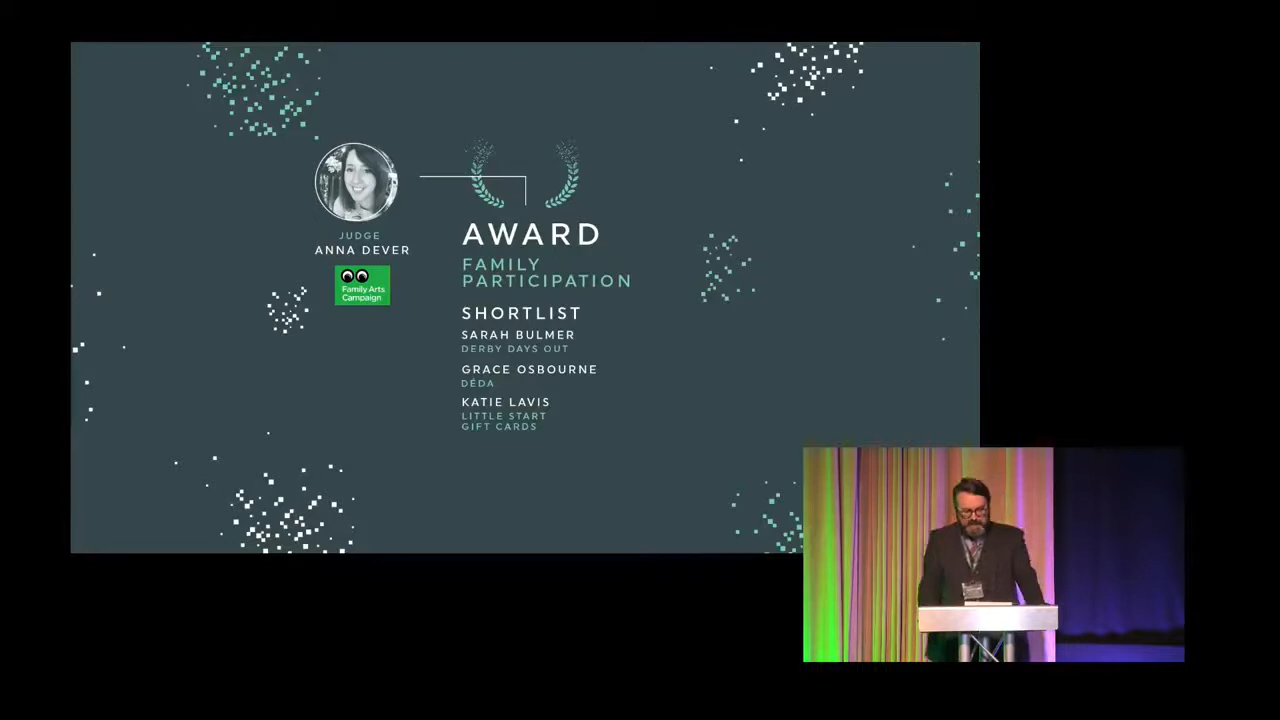 JUDGE
ANNA DEVER
Family Arts
Campaign
AWARD
FAMILY
PARTICIPATION
SHORTLIST
SARAH BULMER
DERBY DAYS OUT
GRACE OSBOURNE
DÉDA
KATIE LAVIS
LITTLE START
GIFT CARDS